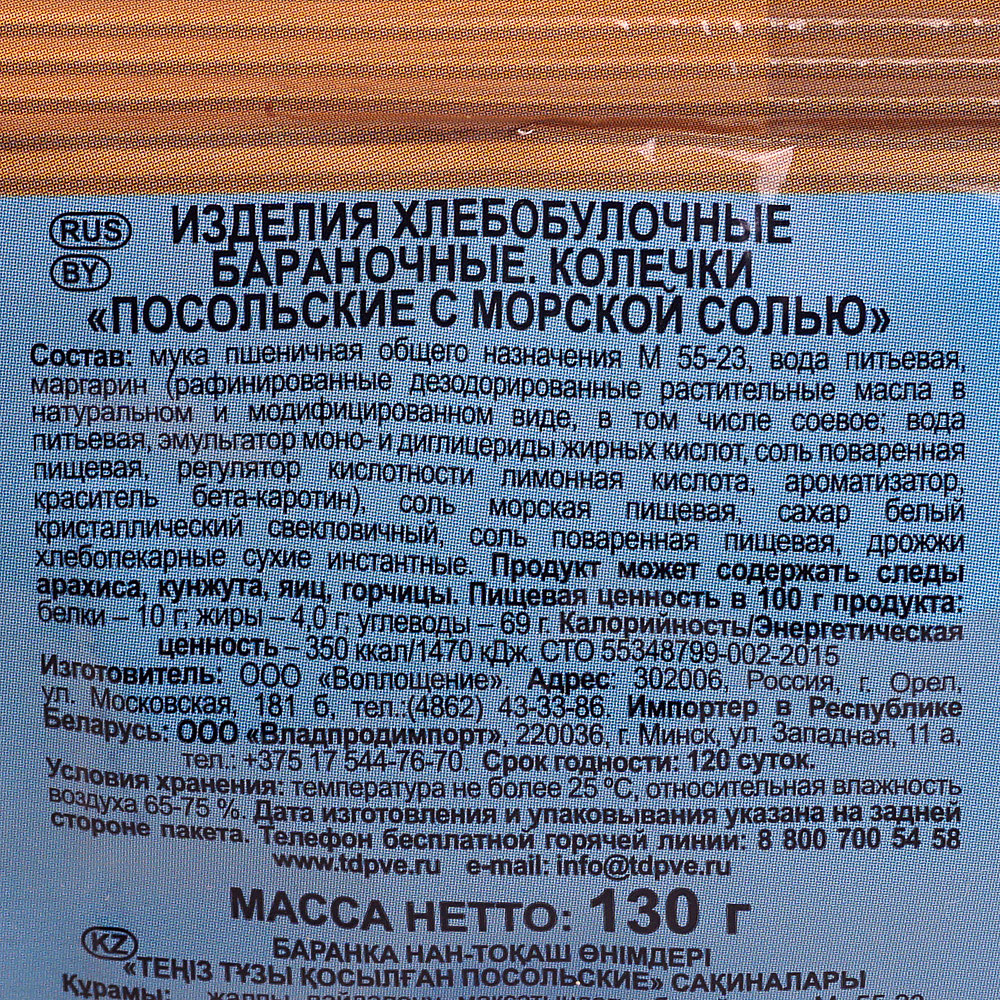 RUS ИЗДЕЛИЯ ХЛЕБОБУЛОЧНЫЕ
BY БАРАНОЧНЫЕ. КОЛЕЧКИ
«ПОСОЛЬСКИЕ С МОРСКОЙ СОЛЬЮ»
Состав: мука пшеничная общего назначения М 55-23, вода питьевая,
маргарин (рафинированные дезодорированные растительные масла в
натуральном и модифицированном виде, в том числе соевое; вода
питьевая, эмульгатор моно- и диглицериды жирных кислот, соль поваренная
пищевая, регулятор кислотности лимонная кислота, ароматизатор,
краситель бета-каротин), соль морская пищевая, сахар белый
кристаллический свекловичный, соль поваренная пищевая, дрожжи
хлебопекарные сухие инстантные. Продукт может содержать следы
арахиса, кунжута, яиц, горчицы. Пищевая ценность в 100 г продукта:
белки – 10 г; жиры – 4,0 г; углеводы – 69 г. Калорийность/Энергетическая
ценность – 350 ккал/1470 кДж. СТО 55348799-002-2015
Изготовитель: ООО «Воплощение». Адрес: 302006, Россия, г. Орел,
ул. Московская, 181 б, тел.:(4862) 43-33-86. Импортер в Республике
Беларусь: ООО «Владпродимпорт», 220036, г. Минск, ул. Западная, 11 а,
тел.: +375 17 544-76-70. Срок годности: 120 суток.
Условия хранения: температура не более 25 ºС, относительная влажность
воздуха 65-75 %. Дата изготовления и упаковывания указана на задней
стороне пакета. Телефон бесплатной горячей линии: 8 800 700 54 58
www.tdpve.ru e-mail: info@tdpve.ru
МАССА НЕТТО: 130 г
KZ БАРАНКА НАН-ТОҚАШ ӨНІМДЕРІ
«ТЕҢІЗ ТҰЗЫ ҚОСЫЛҒАН ПОСОЛЬСКИЕ» САҚИНАЛАРЫ
Құрамы: жалпы